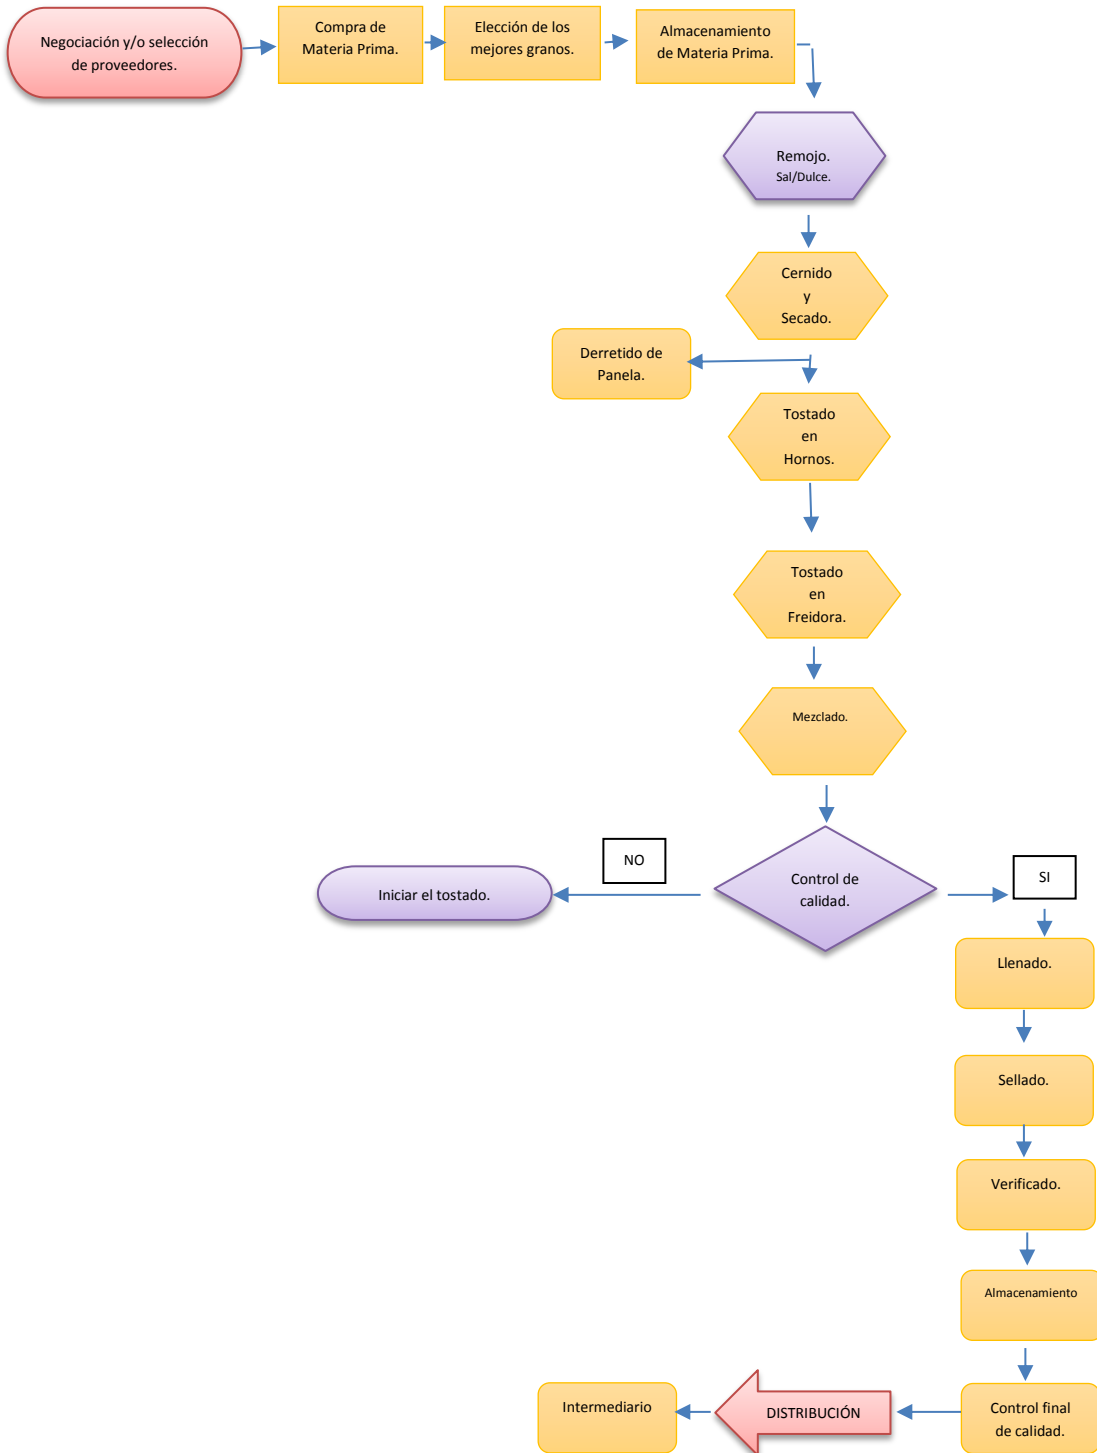 Negociación y/o selección
de proveedores.
Compra de
Materia Prima.
Elección de los
mejores granos.
Almacenamiento
de Materia Prima.
Remojo.
Sal/Dulce.
Cernido
y
Secado.
Derretido de
Panela.
Tostado
en
Hornos.
Tostado
en
Freidora.
Mezclado.
Control de
calidad.
NO
Iniciar el tostado.
SI
Llenado.
Sellado.
Verificado.
Almacenamiento
Control final
de calidad.
DISTRIBUCIÓN
Intermediario